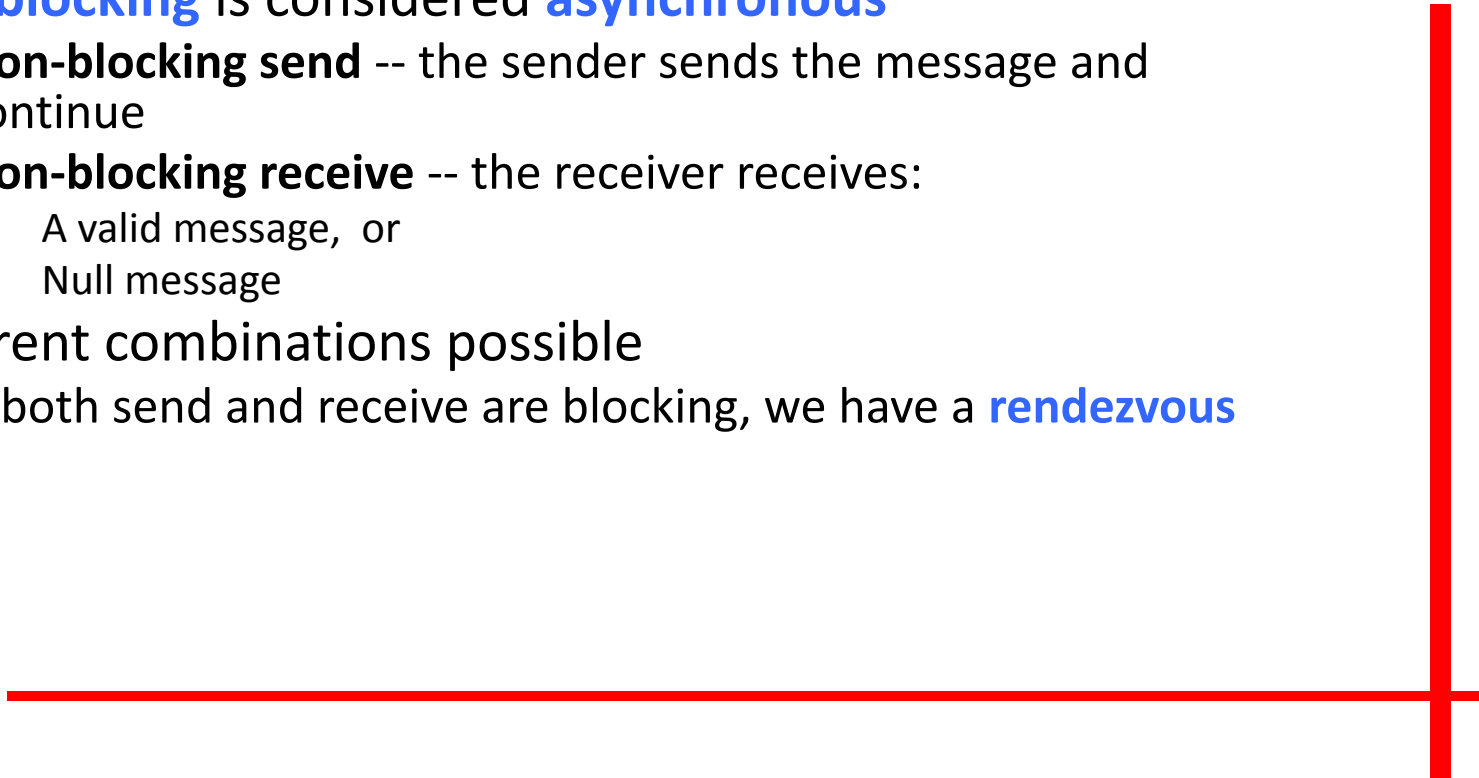 blocking is considered asynchronous
on-blocking send -- the sender sends the message and
ontinue
on-blocking receive -- the receiver receives:
A valid message, or
Null message
rent combinations possible
both send and receive are blocking, we have a rendezvous